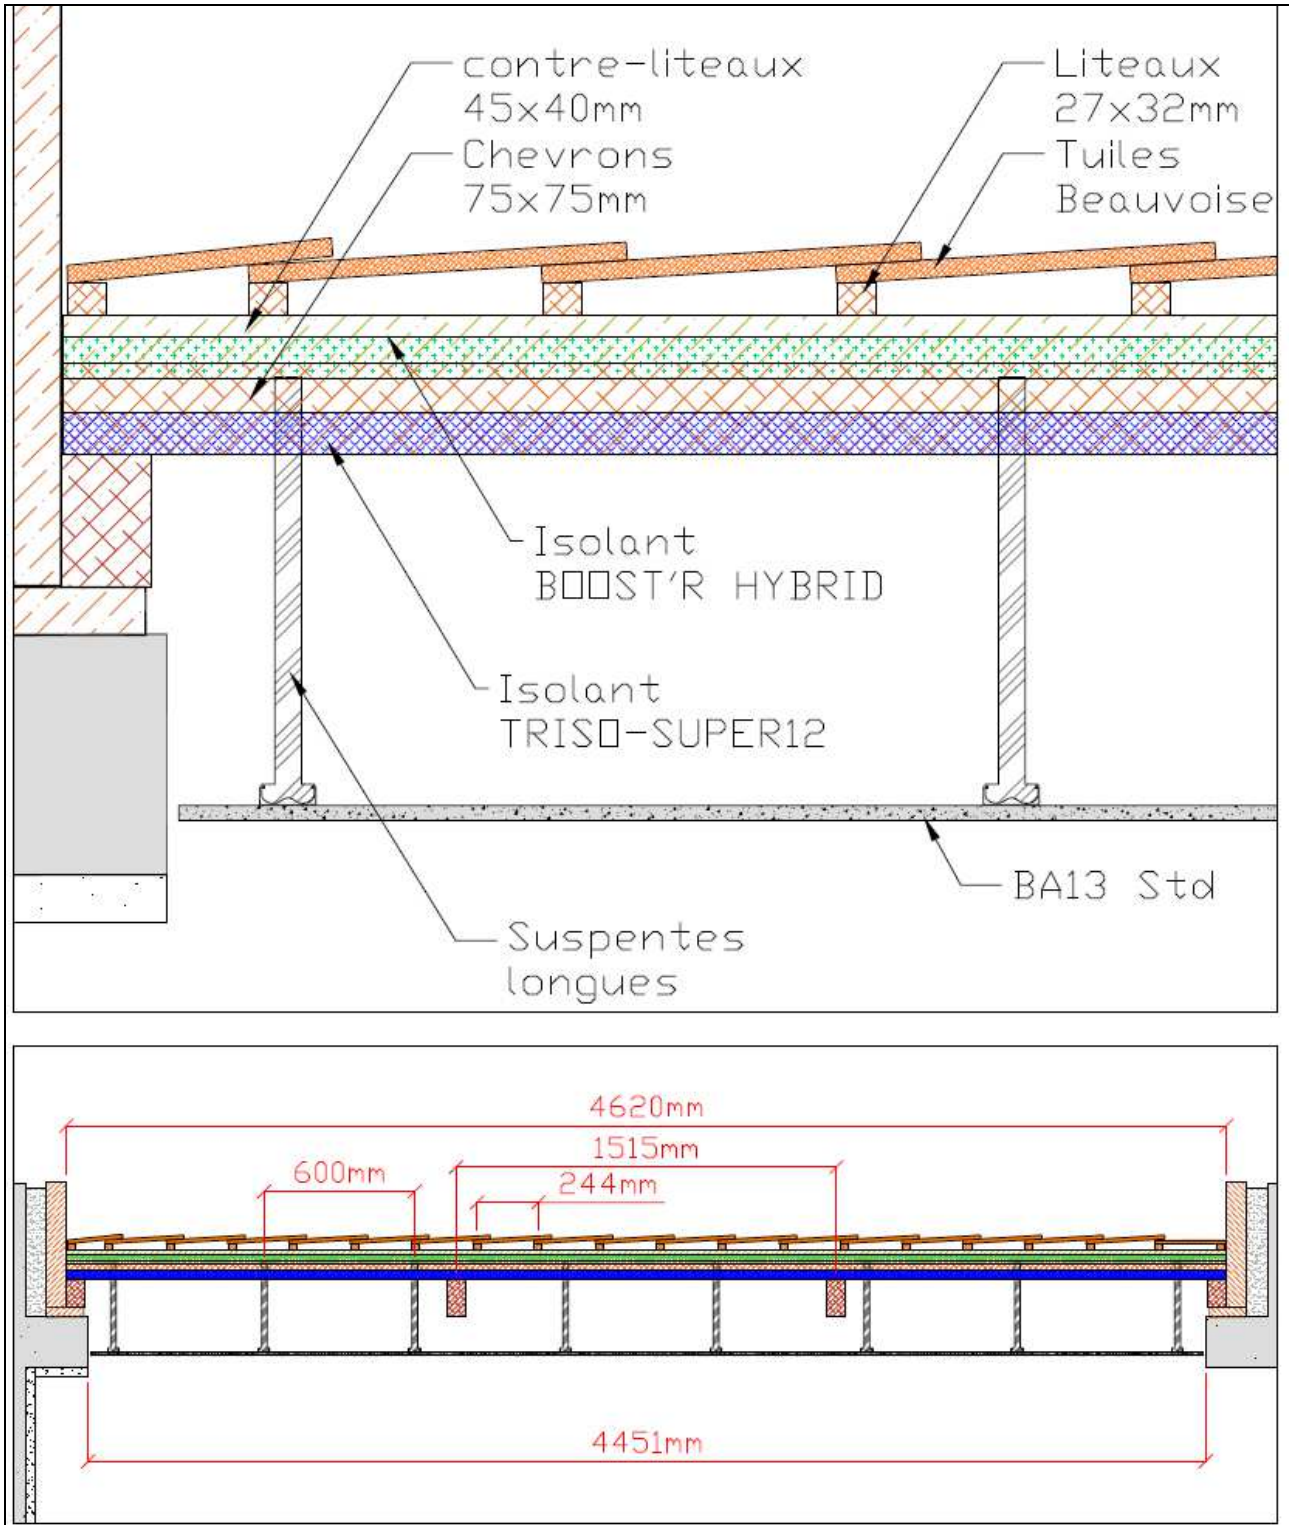 contre-liteaux
45x40mm
Chevrons
75x75mm
Liteaux
27x32mm
Tuiles
Beauvoise
Isolant
BOOST'R HYBRID
Isolant
TRISO-SUPER12
BA13 Std
Suspentes
longues
4620mm
1515mm
600mm
244mm
4451mm